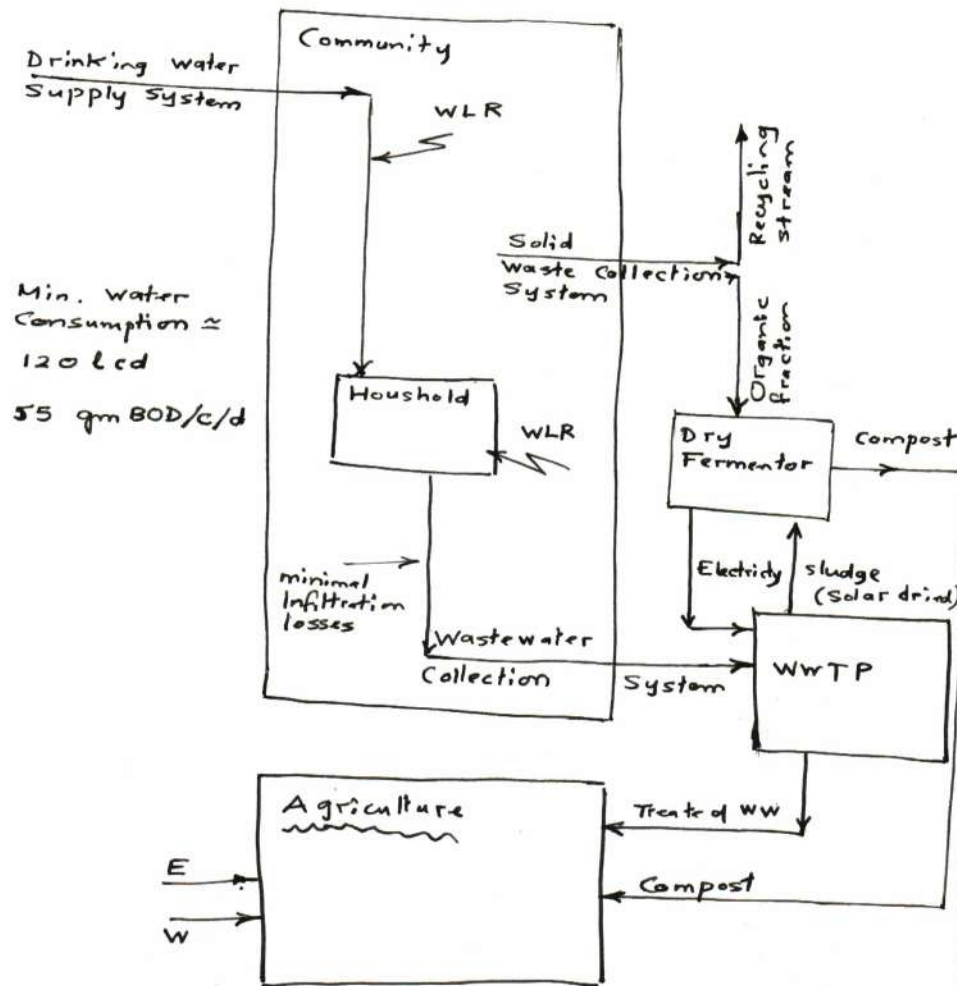 Community
Drinking water
Supply System
WLR
Recycling
Stream
Solid
Waste Collection
System
Min. water
Consumption ≃
120 lcd
55 gm BOD/c/d
Organic
fraction
Houshold
WLR
Dry
Fermentor
Compost
minimal
Infiltration
losses
Electricity
Sludge
(Solar dried)
Wastewater
Collection System
WWTP
Agriculture
Treated WW
Compost
E
W